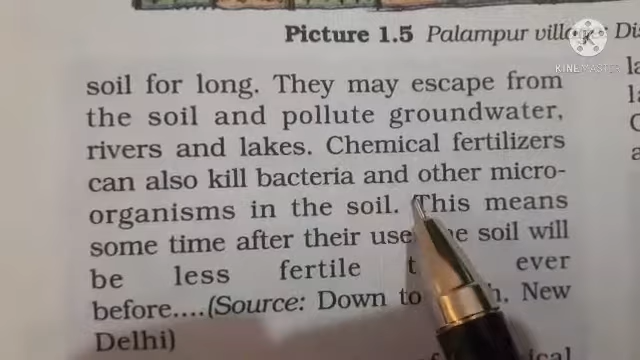 Picture 1.5 Palampur village: Di
KINEMASTER
soil for long. They may escape from
the soil and pollute groundwater,
rivers and lakes. Chemical fertilizers
can also kill bacteria and other micro-
organisms in the soil. This means
some time after their use soil will
be less fertile ever
before....(Source: Down to New
Delhi)